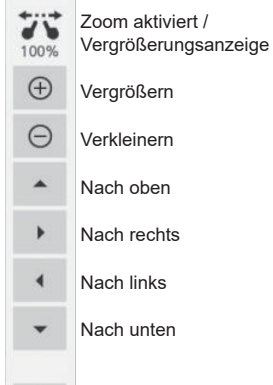 Zoom aktiviert /
Vergrößerungsanzeige
100%
Vergrößern
Verkleinern
Nach oben
Nach rechts
Nach links
Nach unten